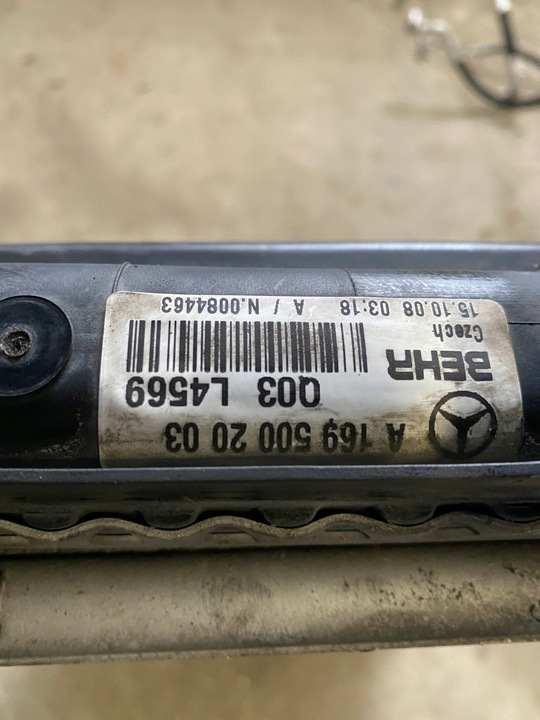 A 169 500 20 03
Q03 L4569
BEHR
Czech
15.10.08 03:18 A / N.0084463